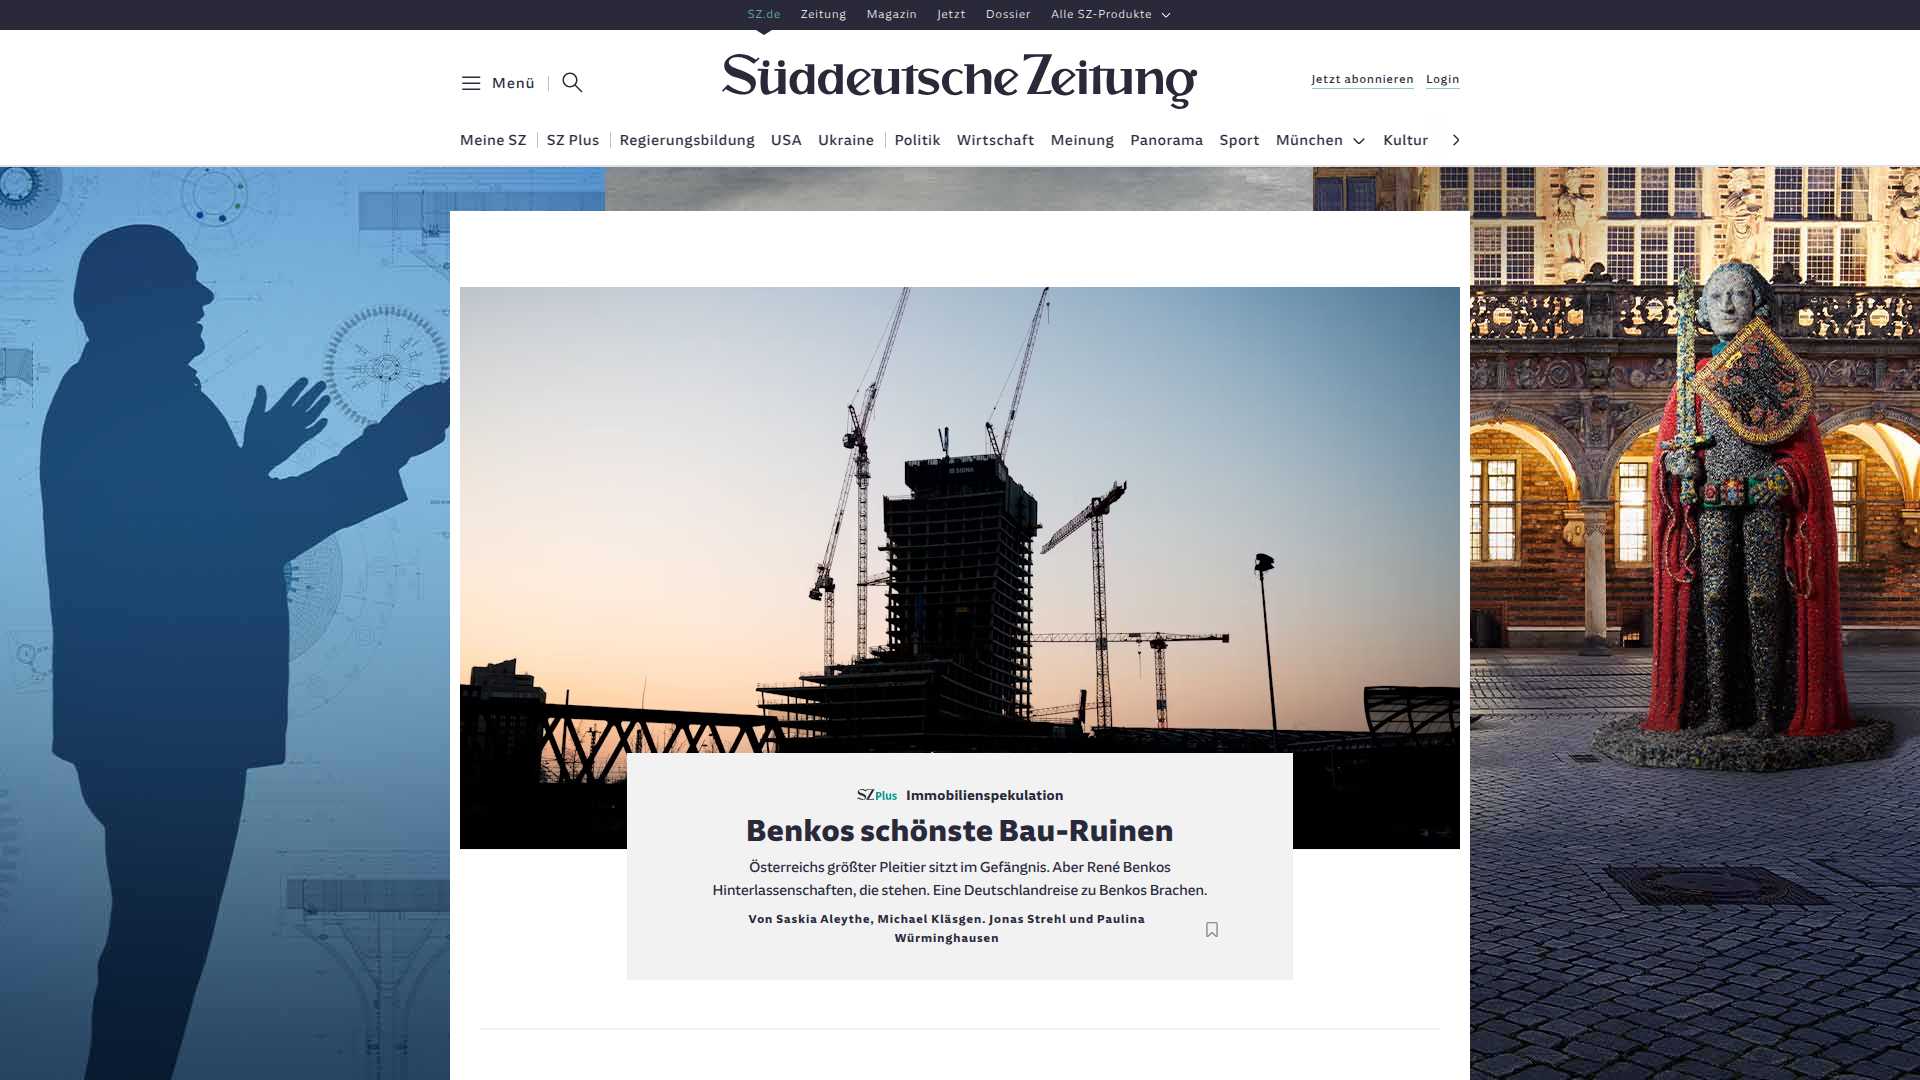 SZ.de Zeitung Magazin Jetzt Dossier Alle SZ-Produkte
Menü
Süddeutsche Zeitung
Jetzt abonnieren Login
Meine SZ SZ Plus Regierungsbildung USA Ukraine Politik Wirtschaft Meinung Panorama Sport München Kultur
SIGNA
SZ Plus Immobilienspekulation
Benkos schönste Bau-Ruinen
Österreichs größter Pleitier sitzt im Gefängnis. Aber René Benkos
Hinterlassenschaften, die stehen. Eine Deutschlandreise zu Benkos Brachen.
Von Saskia Aleythe, Michael Kläsgen. Jonas Strehl und Paulina
Würminghausen